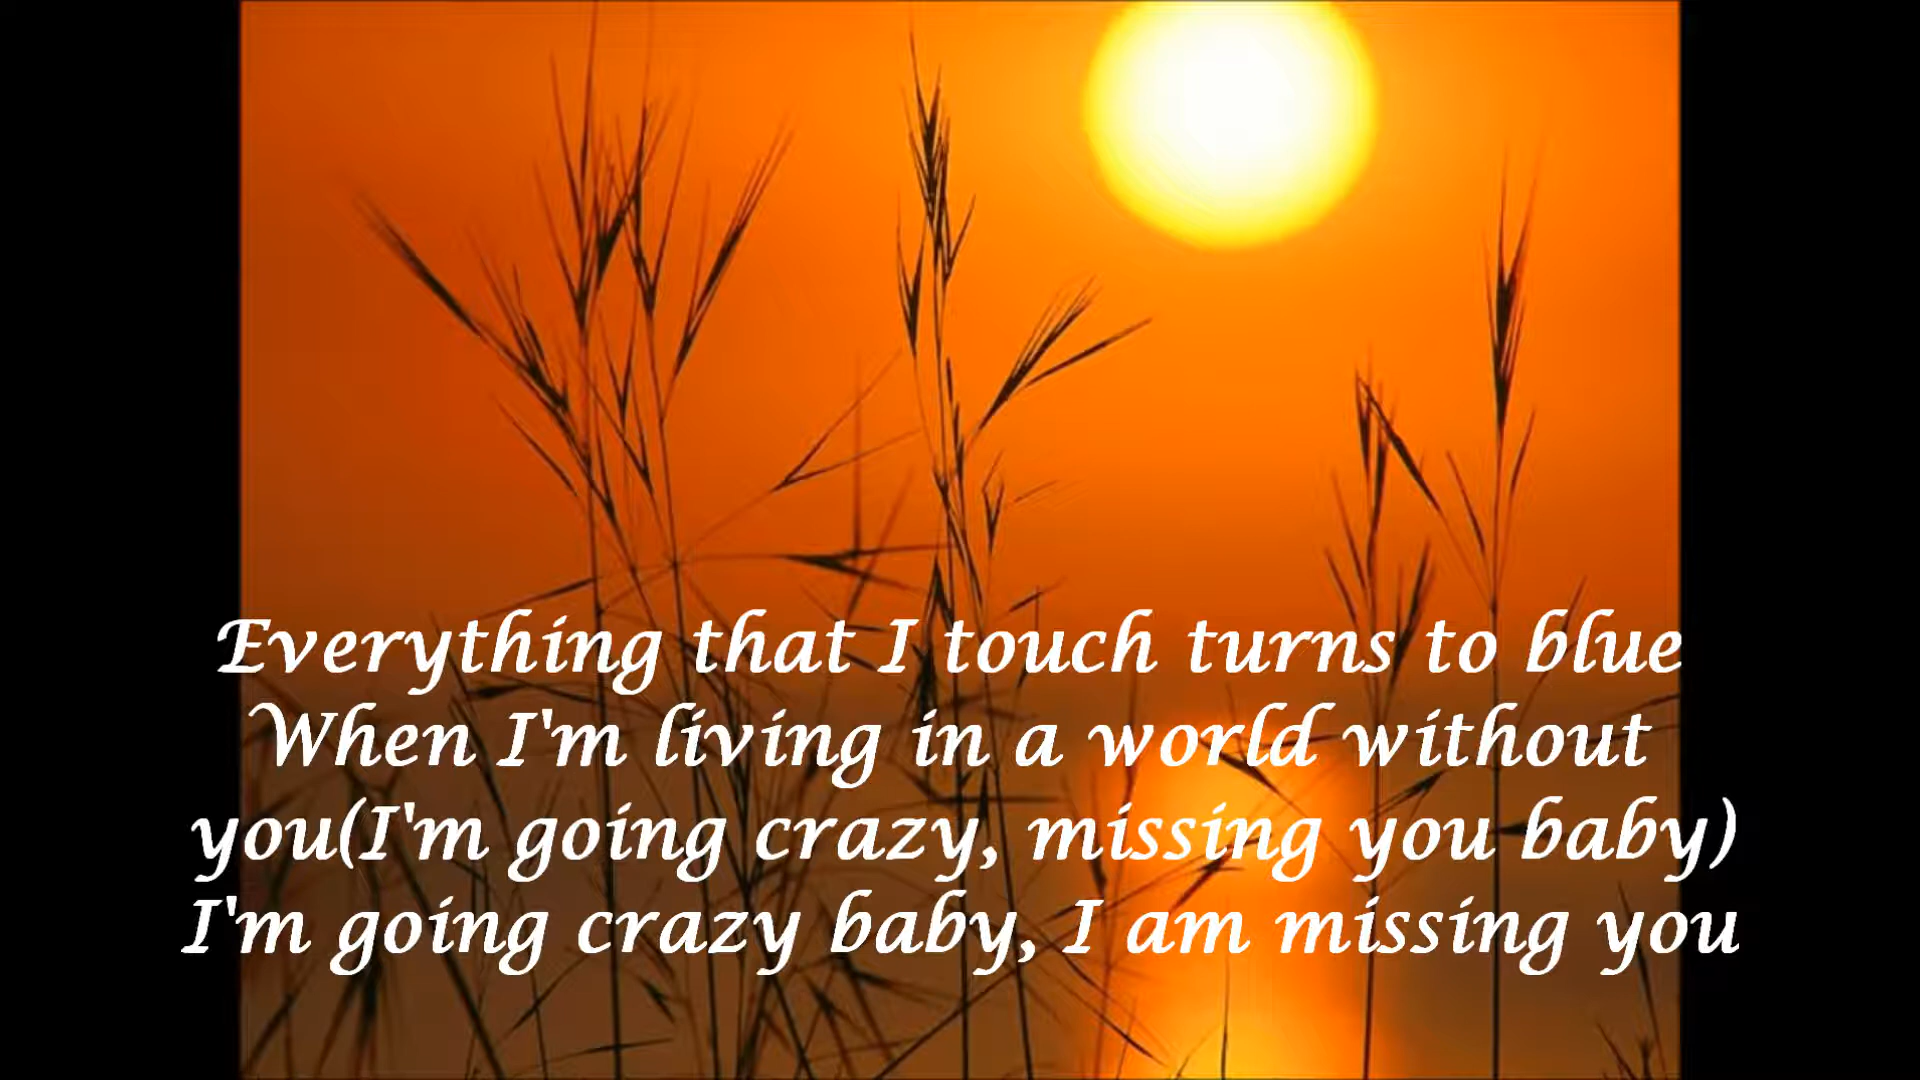 Everything that I touch turns to blue
When I'm living in a world without
you(I'm going crazy, missing you baby)
I'm going crazy baby, I am missing you